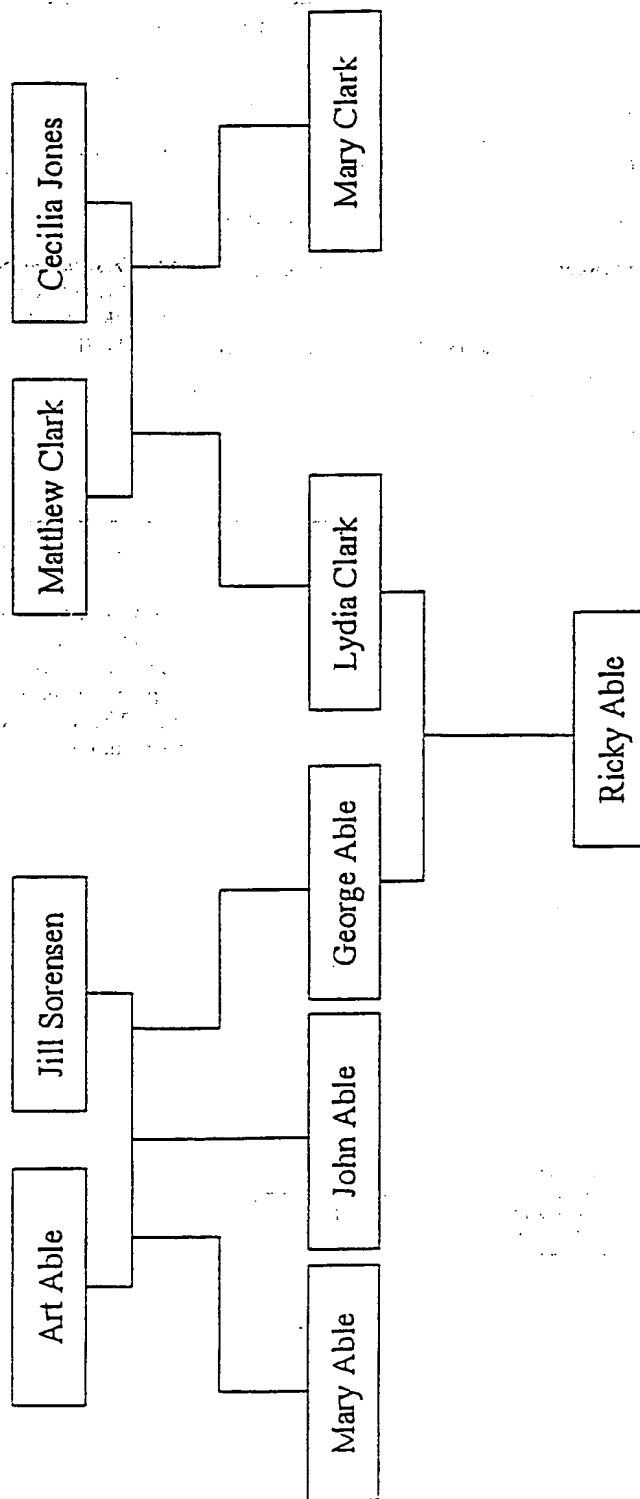 Art Able
Jill Sorensen
Matthew Clark
Cecilia Jones
Mary Able
John Able
George Able
Lydia Clark
Mary Clark
Ricky Able